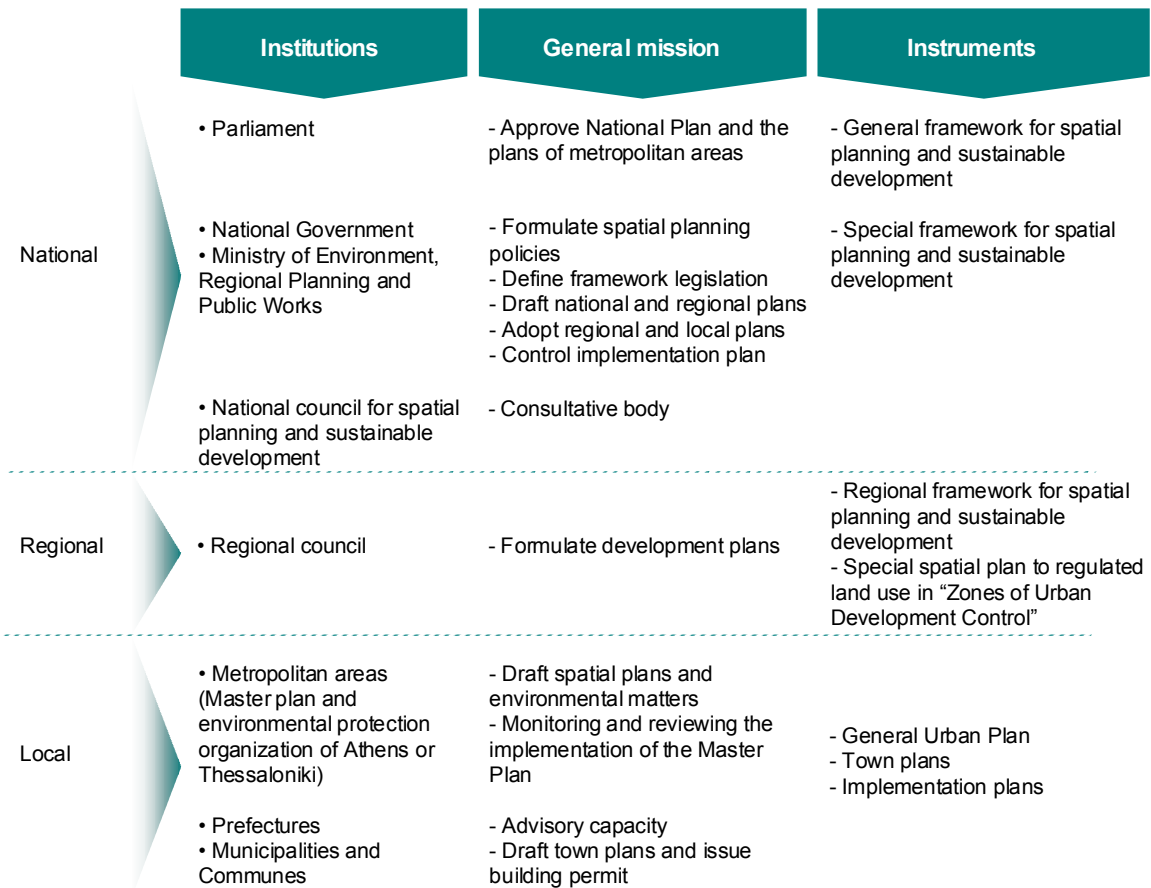 Institutions
General mission
Instruments
National
• Parliament
- Approve National Plan and the
plans of metropolitan areas
- General framework for spatial
planning and sustainable
development
• National Government
• Ministry of Environment,
Regional Planning and
Public Works
- Formulate spatial planning
policies
- Define framework legislation
- Draft national and regional plans
- Adopt regional and local plans
- Control implementation plan
- Special framework for spatial
planning and sustainable
development
• National council for spatial
planning and sustainable
development
- Consultative body
Regional
• Regional council
- Formulate development plans
- Regional framework for spatial
planning and sustainable
development
- Special spatial plan to regulated
land use in “Zones of Urban
Development Control”
Local
• Metropolitan areas
(Master plan and
environmental protection
organization of Athens or
Thessaloniki)
- Draft spatial plans and
environmental matters
- Monitoring and reviewing the
implementation of the Master
Plan
- General Urban Plan
- Town plans
- Implementation plans
• Prefectures
• Municipalities and
Communes
- Advisory capacity
- Draft town plans and issue
building permit